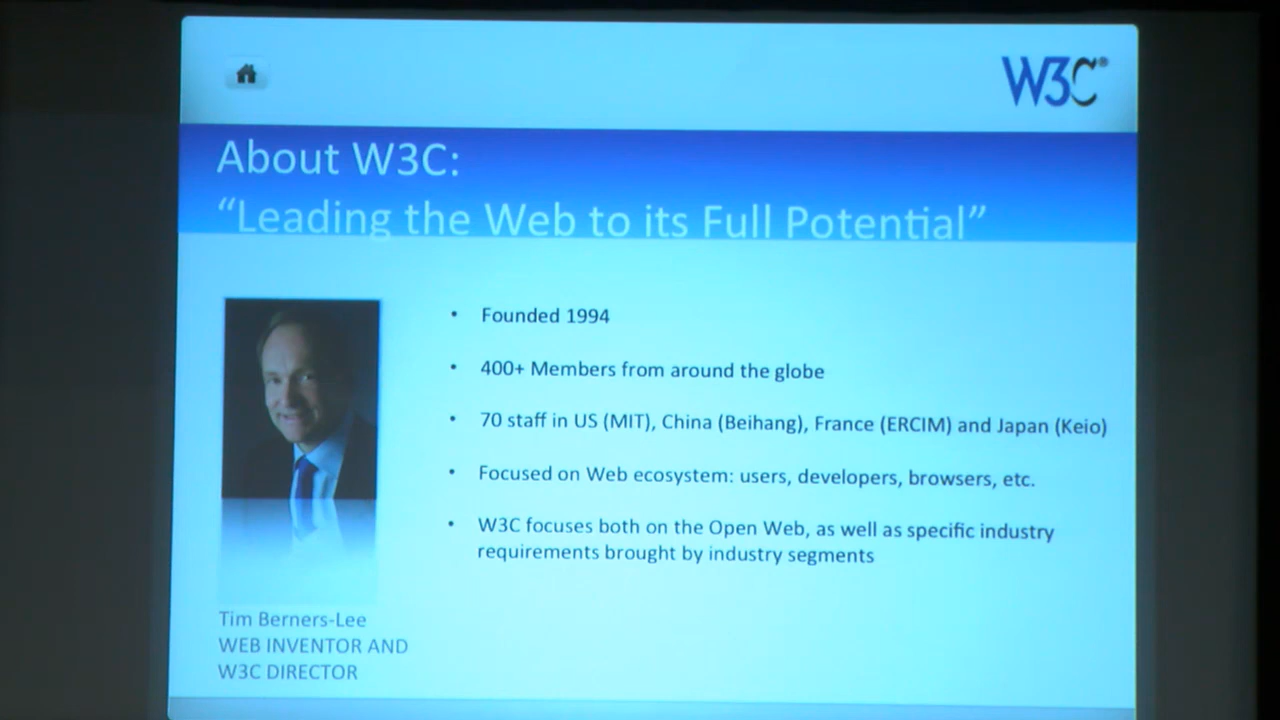 W3C®
About W3C:
“Leading the Web to its Full Potential”
• Founded 1994
• 400+ Members from around the globe
• 70 staff in US (MIT), China (Beihang), France (ERCIM) and Japan (Keio)
• Focused on Web ecosystem: users, developers, browsers, etc.
• W3C focuses both on the Open Web, as well as specific industry
requirements brought by industry segments
Tim Berners-Lee
WEB INVENTOR AND
W3C DIRECTOR